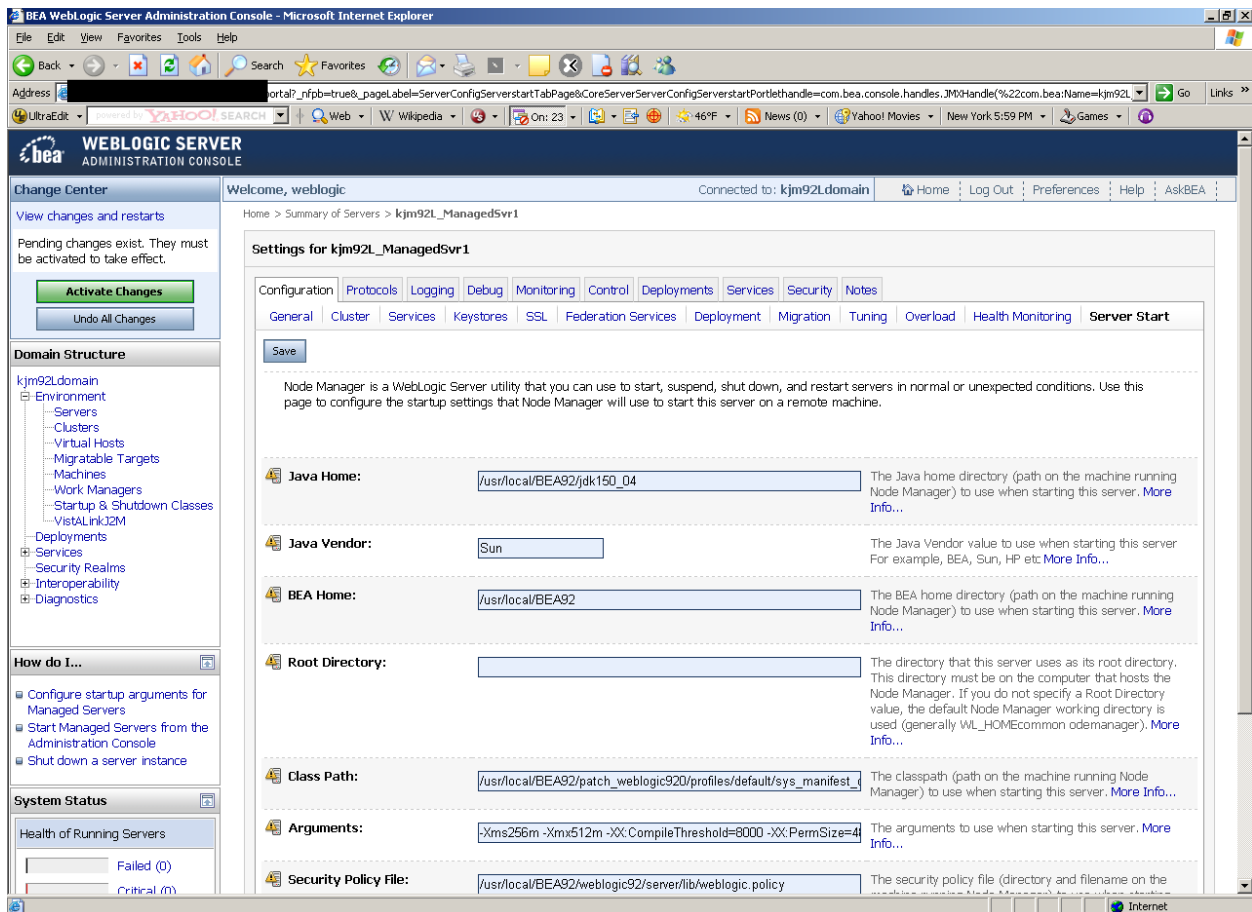 BEA WebLogic Server Administration Console - Microsoft Internet Explorer
File Edit View Favorites Tools Help
Back Search Favorites
Address ortal?_nfpb=true&_pageLabel=ServerConfigServerstartTabPage&CoreServerServerConfigServerstartPortlethandle=com.bea.console.handles.JMXHandle(%22com.bea:Name=kjm92L Go Links »
UltraEdit powered by YAHOO! SEARCH Web Wikipedia On: 23 46°F News (0) Yahoo! Movies New York 5:59 PM Games
bea WEBLOGIC SERVER
ADMINISTRATION CONSOLE
Change Center
Welcome, weblogic Connected to: kjm92Ldomain Home Log Out Preferences Help AskBEA
View changes and restarts
Home > Summary of Servers > kjm92L_ManagedSvr1
Pending changes exist. They must
be activated to take effect.
Activate Changes
Undo All Changes
Settings for kjm92L_ManagedSvr1
Configuration Protocols Logging Debug Monitoring Control Deployments Services Security Notes
General Cluster Services Keystores SSL Federation Services Deployment Migration Tuning Overload Health Monitoring Server Start
Save
Node Manager is a WebLogic Server utility that you can use to start, suspend, shut down, and restart servers in normal or unexpected conditions. Use this
page to configure the startup settings that Node Manager will use to start this server on a remote machine.
Domain Structure
kjm92Ldomain
Environment
Servers
Clusters
Virtual Hosts
Migratable Targets
Machines
Work Managers
Startup & Shutdown Classes
VistALinkJ2M
Deployments
Services
Security Realms
Interoperability
Diagnostics
Java Home: /usr/local/BEA92/jdk150_04
The Java home directory (path on the machine running
Node Manager) to use when starting this server. More
Info...
Java Vendor: Sun
The Java Vendor value to use when starting this server
For example, BEA, Sun, HP etc More Info...
BEA Home: /usr/local/BEA92
The BEA home directory (path on the machine running
Node Manager) to use when starting this server. More
Info...
Root Directory:
The directory that this server uses as its root directory.
This directory must be on the computer that hosts the
Node Manager. If you do not specify a Root Directory
value, the default Node Manager working directory is
used (generally WL_HOMEcommon odemanager). More
Info...
Class Path: /usr/local/BEA92/patch_weblogic920/profiles/default/sys_manifest_
The classpath (path on the machine running Node
Manager) to use when starting this server. More Info...
Arguments: -Xms256m -Xmx512m -XX:CompileThreshold=8000 -XX:PermSize=4
The arguments to use when starting this server. More
Info...
Security Policy File: /usr/local/BEA92/weblogic92/server/lib/weblogic.policy
The security policy file (directory and filename on the
How do I...
Configure startup arguments for
Managed Servers
Start Managed Servers from the
Administration Console
Shut down a server instance
System Status
Health of Running Servers
Failed (0)
Critical (0)
Internet